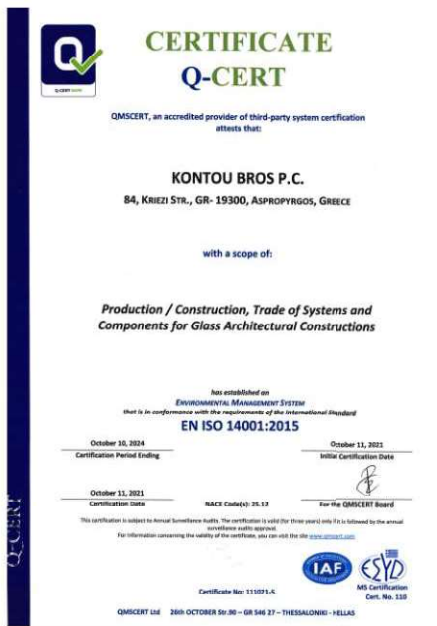 Q
Q-CERT
CERTIFICATE
Q-CERT
QMSCERT, an accredited provider of third-party system certification
attests that:
KONTOU BROS P.C.
84, KRIEZI STR., GR- 19300, ASPROPYRGOS, GREECE
with a scope of:
Production / Construction, Trade of Systems and
Components for Glass Architectural Constructions
has established an
ENVIRONMENTAL MANAGEMENT SYSTEM
that is in conformance with the requirements of the International Standard
EN ISO 14001:2015
October 10, 2024
Certification Period Ending
October 11, 2021
Initial Certification Date
October 11, 2021
Certification Date
NACE Code(s): 25.12
For the QMSCERT Board
This certification is subject to Annual Surveillance Audits. The certification is valid (for three years) only if it is followed by the annual
surveillance audits approval.
For information concerning the validity of the certificate, you can visit the site www.qmscert.com
Q-CERT
IAF
ESYD
MS Certification
Cert. No. 110
Certificate No: 111021-5
QMSCERT Ltd 26th OCTOBER Str.90 – GR 546 27 – THESSALONIKI - HELLAS